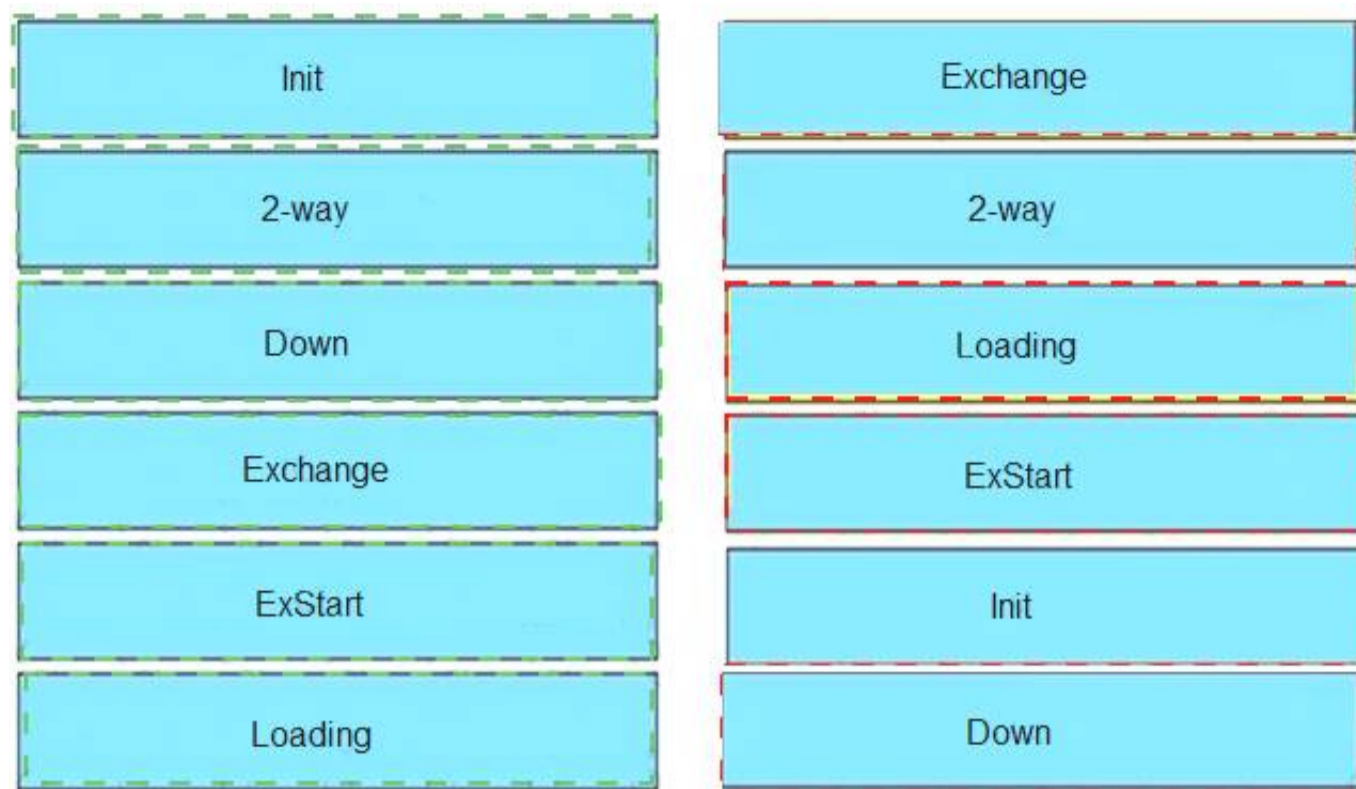 Init
2-way
Down
Exchange
ExStart
Loading
Exchange
2-way
Loading
ExStart
Init
Down